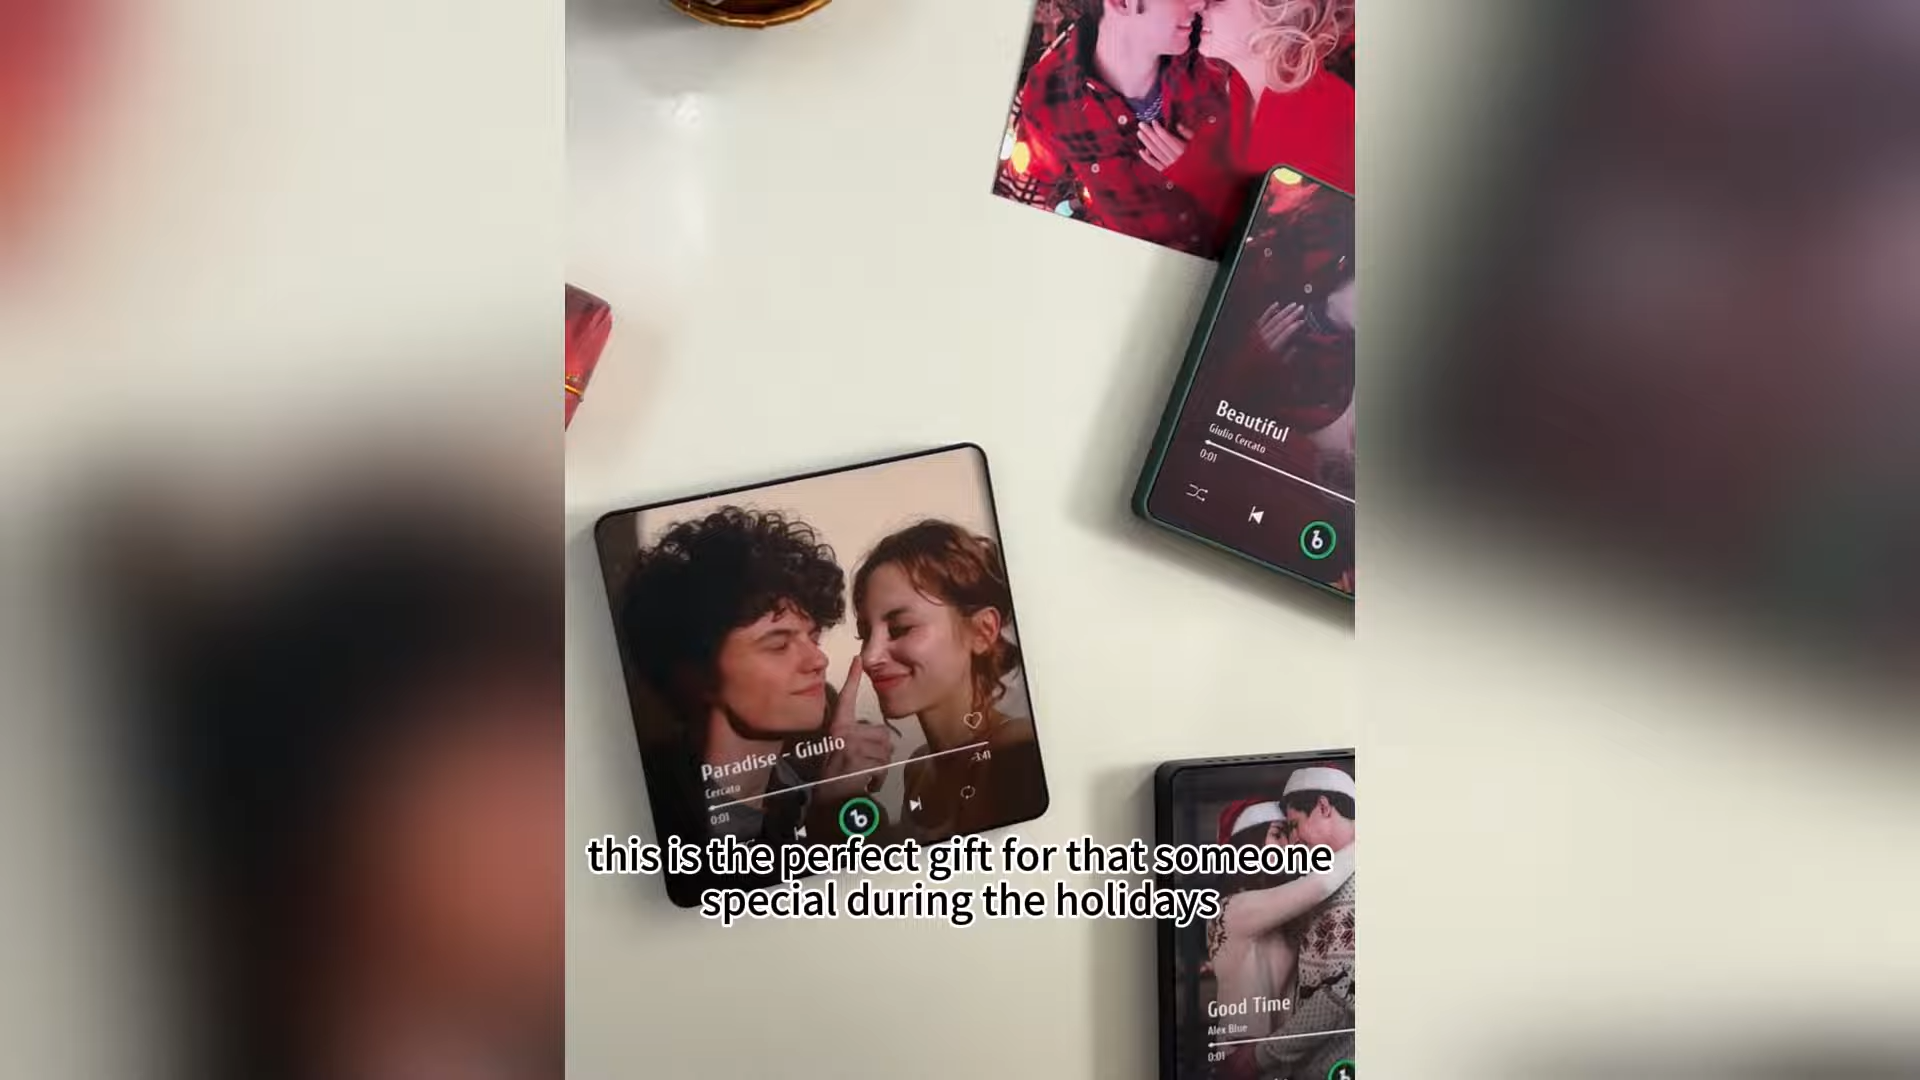 Beautiful
Giulio Cercato
0:01
Paradise - Giulio
Cercato
-3:41
0:01
this is the perfect gift for that someone
special during the holidays
Good Time
Alex Blue
0:01